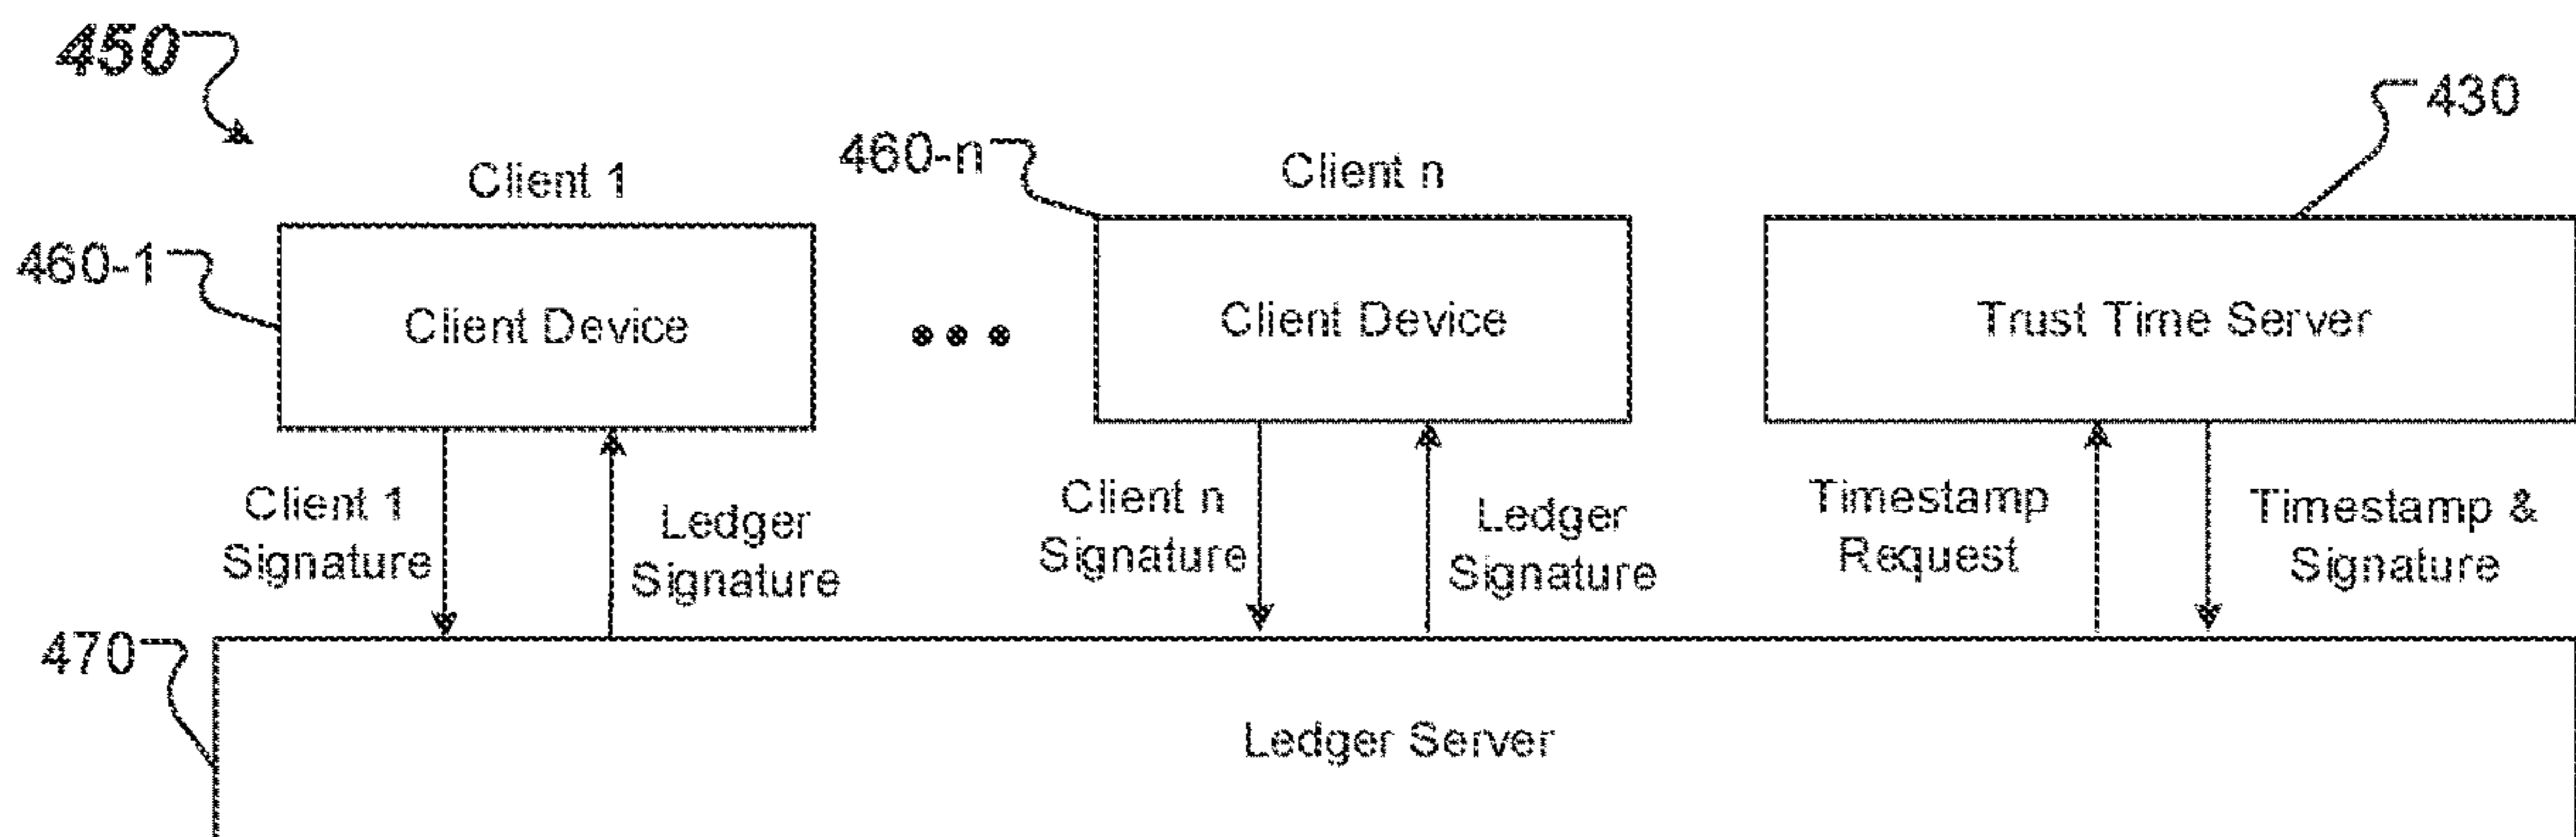 450
430
460-n
Client 1
Client n
460-1
Client Device
Client Device
Trust Time Server
Client 1
Signature
Ledger
Signature
Client n
Signature
Ledger
Signature
Timestamp
Request
Timestamp &
Signature
470
Ledger Server